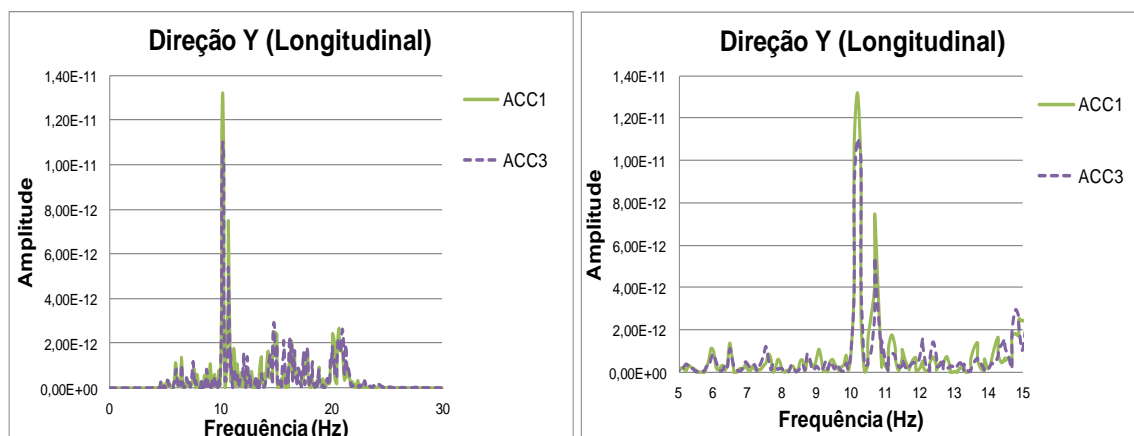 Direção Y (Longitudinal)
1,40E-11
1,20E-11
1,00E-11
8,00E-12
6,00E-12
4,00E-12
2,00E-12
0,00E+00
Amplitude
0
10
20
30
Frequência (Hz)
ACC1
ACC3
Direção Y (Longitudinal)
1,40E-11
1,20E-11
1,00E-11
8,00E-12
6,00E-12
4,00E-12
2,00E-12
0,00E+00
Amplitude
5
6
7
8
9
10
11
12
13
14
15
Frequência (Hz)
ACC1
ACC3